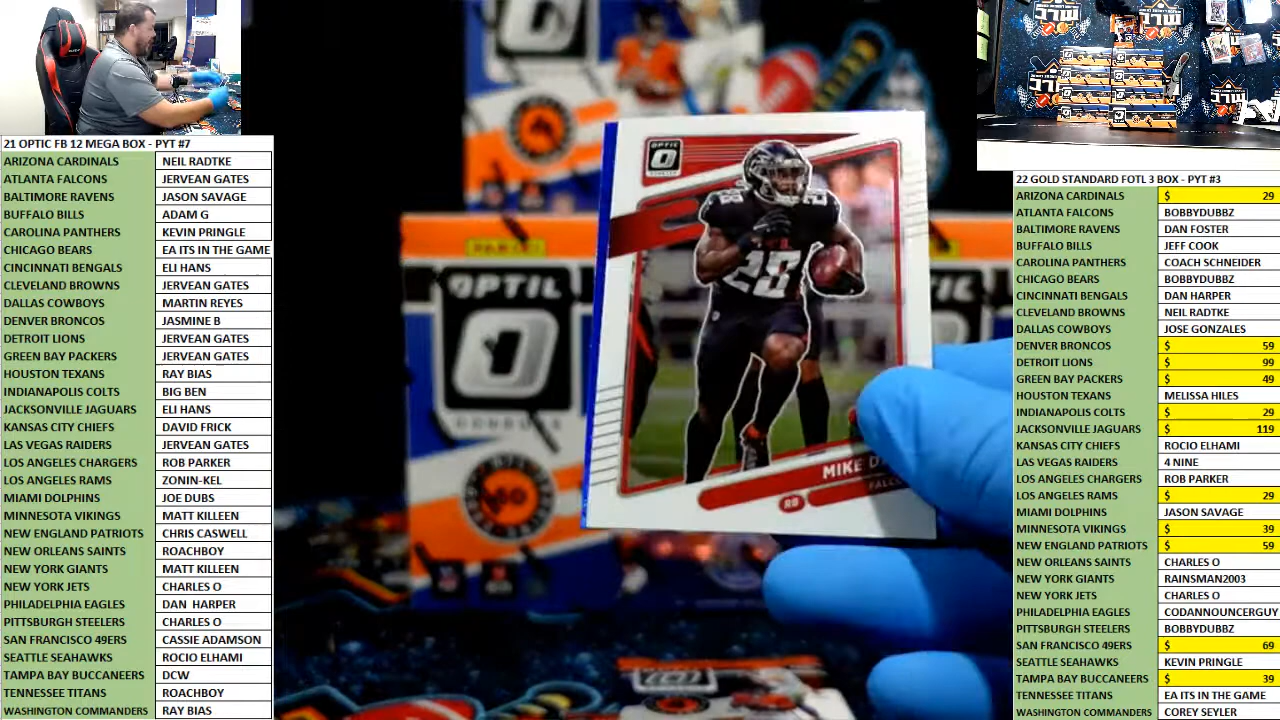 21 OPTIC FB 12 MEGA BOX - PYT #7
ARIZONA CARDINALS NEIL RADTKE
ATLANTA FALCONS JERVEAN GATES
BALTIMORE RAVENS JASON SAVAGE
BUFFALO BILLS ADAM G
CAROLINA PANTHERS KEVIN PRINGLE
CHICAGO BEARS EA ITS IN THE GAME
CINCINNATI BENGALS ELI HANS
CLEVELAND BROWNS JERVEAN GATES
DALLAS COWBOYS MARTIN REYES
DENVER BRONCOS JASMINE B
DETROIT LIONS JERVEAN GATES
GREEN BAY PACKERS JERVEAN GATES
HOUSTON TEXANS RAY BIAS
INDIANAPOLIS COLTS BIG BEN
JACKSONVILLE JAGUARS ELI HANS
KANSAS CITY CHIEFS DAVID FRICK
LAS VEGAS RAIDERS JERVEAN GATES
LOS ANGELES CHARGERS ROB PARKER
LOS ANGELES RAMS ZONIN-KEL
MIAMI DOLPHINS JOE DUBS
MINNESOTA VIKINGS MATT KILLEEN
NEW ENGLAND PATRIOTS CHRIS CASWELL
NEW ORLEANS SAINTS ROACHBOY
NEW YORK GIANTS MATT KILLEEN
NEW YORK JETS CHARLES O
PHILADELPHIA EAGLES DAN HARPER
PITTSBURGH STEELERS CHARLES O
SAN FRANCISCO 49ERS CASSIE ADAMSON
SEATTLE SEAHAWKS ROCIO ELHAMI
TAMPA BAY BUCCANEERS DCW
TENNESSEE TITANS ROACHBOY
WASHINGTON COMMANDERS RAY BIAS
OPTIC
28
MIKE
RB
PANINI
OPTIC
22 GOLD STANDARD FOTL 3 BOX - PYT #3
ARIZONA CARDINALS $ 29
ATLANTA FALCONS BOBBYDUBBZ
BALTIMORE RAVENS DAN FOSTER
BUFFALO BILLS JEFF COOK
CAROLINA PANTHERS COACH SCHNEIDER
CHICAGO BEARS BOBBYDUBBZ
CINCINNATI BENGALS DAN HARPER
CLEVELAND BROWNS NEIL RADTKE
DALLAS COWBOYS JOSE GONZALES
DENVER BRONCOS $ 59
DETROIT LIONS $ 99
GREEN BAY PACKERS $ 49
HOUSTON TEXANS MELISSA HILES
INDIANAPOLIS COLTS $ 29
JACKSONVILLE JAGUARS $ 119
KANSAS CITY CHIEFS ROCIO ELHAMI
LAS VEGAS RAIDERS 4 NINE
LOS ANGELES CHARGERS ROB PARKER
LOS ANGELES RAMS $ 29
MIAMI DOLPHINS JASON SAVAGE
MINNESOTA VIKINGS $ 39
NEW ENGLAND PATRIOTS $ 59
NEW ORLEANS SAINTS CHARLES O
NEW YORK GIANTS RAINSMAN2003
NEW YORK JETS CHARLES O
PHILADELPHIA EAGLES CODANNOUNCERGUY
PITTSBURGH STEELERS BOBBYDUBBZ
SAN FRANCISCO 49ERS $ 69
SEATTLE SEAHAWKS KEVIN PRINGLE
TAMPA BAY BUCCANEERS $ 39
TENNESSEE TITANS EA ITS IN THE GAME
WASHINGTON COMMANDERS COREY SEYLER